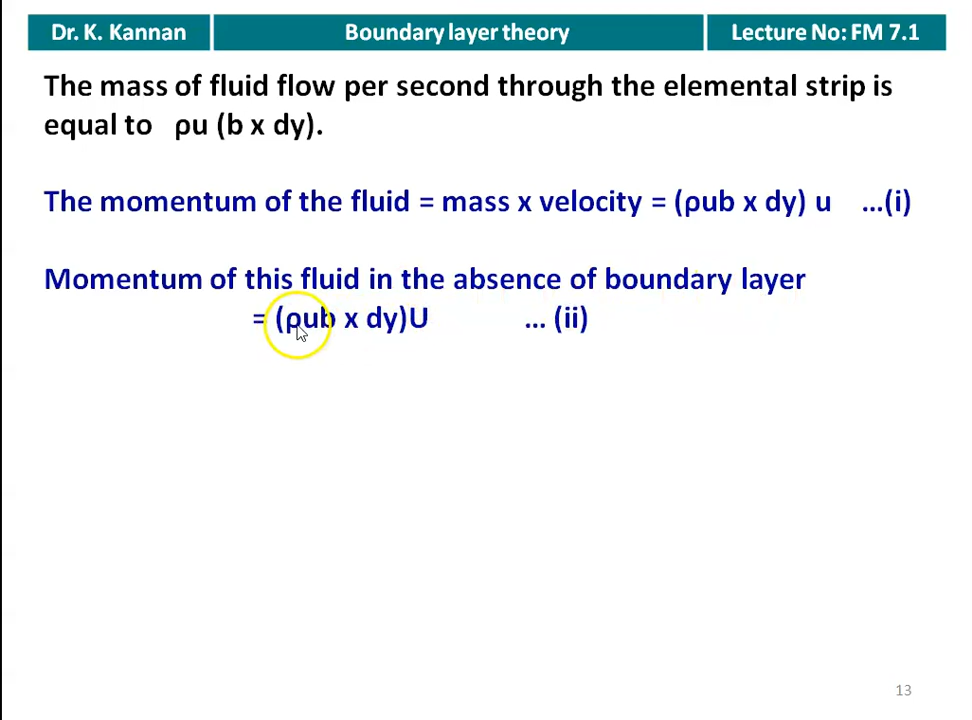 Dr. K. Kannan
Boundary layer theory
Lecture No: FM 7.1
The mass of fluid flow per second through the elemental strip is
equal to ρu (b x dy).
The momentum of the fluid = mass x velocity = (ρub x dy) u ...(i)
Momentum of this fluid in the absence of boundary layer
= (ρub x dy)U ... (ii)
13